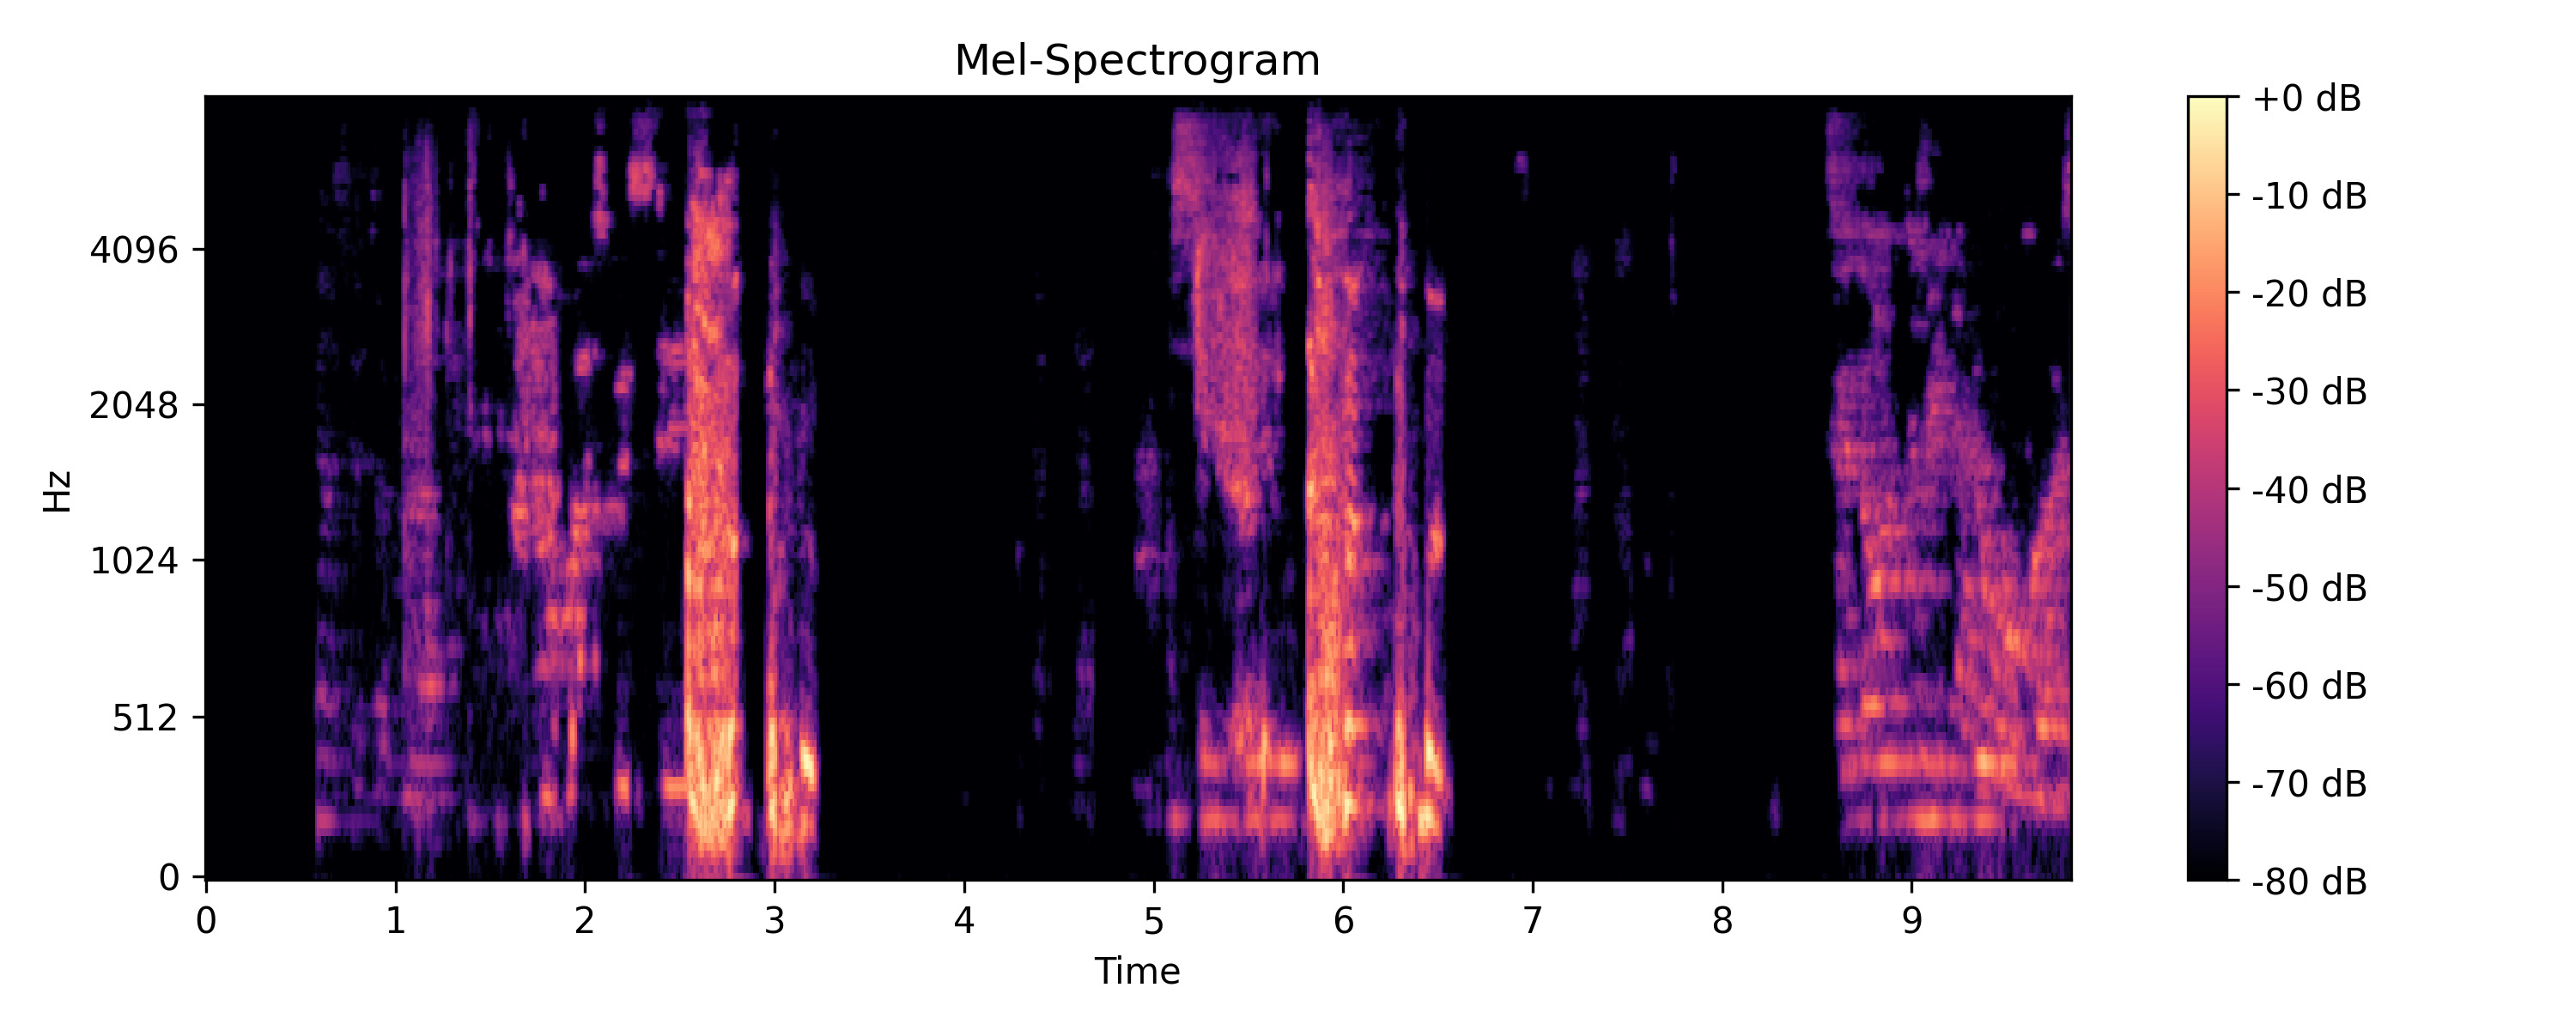 Mel-Spectrogram
+0 dB
-10 dB
-20 dB
-30 dB
-40 dB
-50 dB
-60 dB
-70 dB
-80 dB
4096
2048
1024
512
0
Hz
0 1 2 3 4 5 6 7 8 9
Time